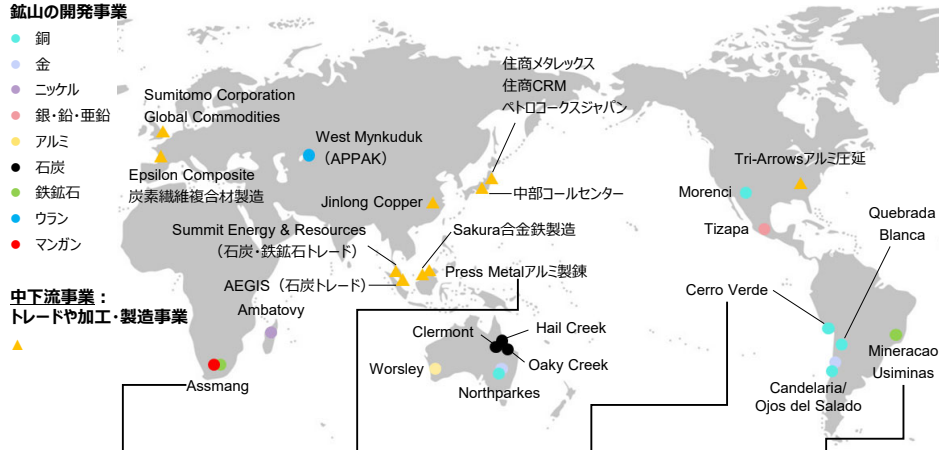 鉱山の開発事業
銅
金
ニッケル
銀・鉛・亜鉛
アルミ
石炭
鉄鉱石
ウラン
マンガン
中下流事業：
トレードや加工・製造事業
Sumitomo Corporation
Global Commodities
Epsilon Composite
炭素繊維複合材製造
West Mynkuduk
（APPAK）
住商メタレックス
住商CRM
ペトロコークスジャパン
中部コールセンター
Jinlong Copper
Summit Energy & Resources
（石炭・鉄鉱石トレード）
Sakura合金鉄製造
AEGIS（石炭トレード）
Press Metalアルミ製錬
Ambatovy
Assmang
Clermont
Hail Creek
Oaky Creek
Worsley
Northparkes
Tri-Arrowsアルミ圧延
Morenci
Tizapa
Quebrada
Blanca
Cerro Verde
Mineracao
Usiminas
Candelaria/
Ojos del Salado